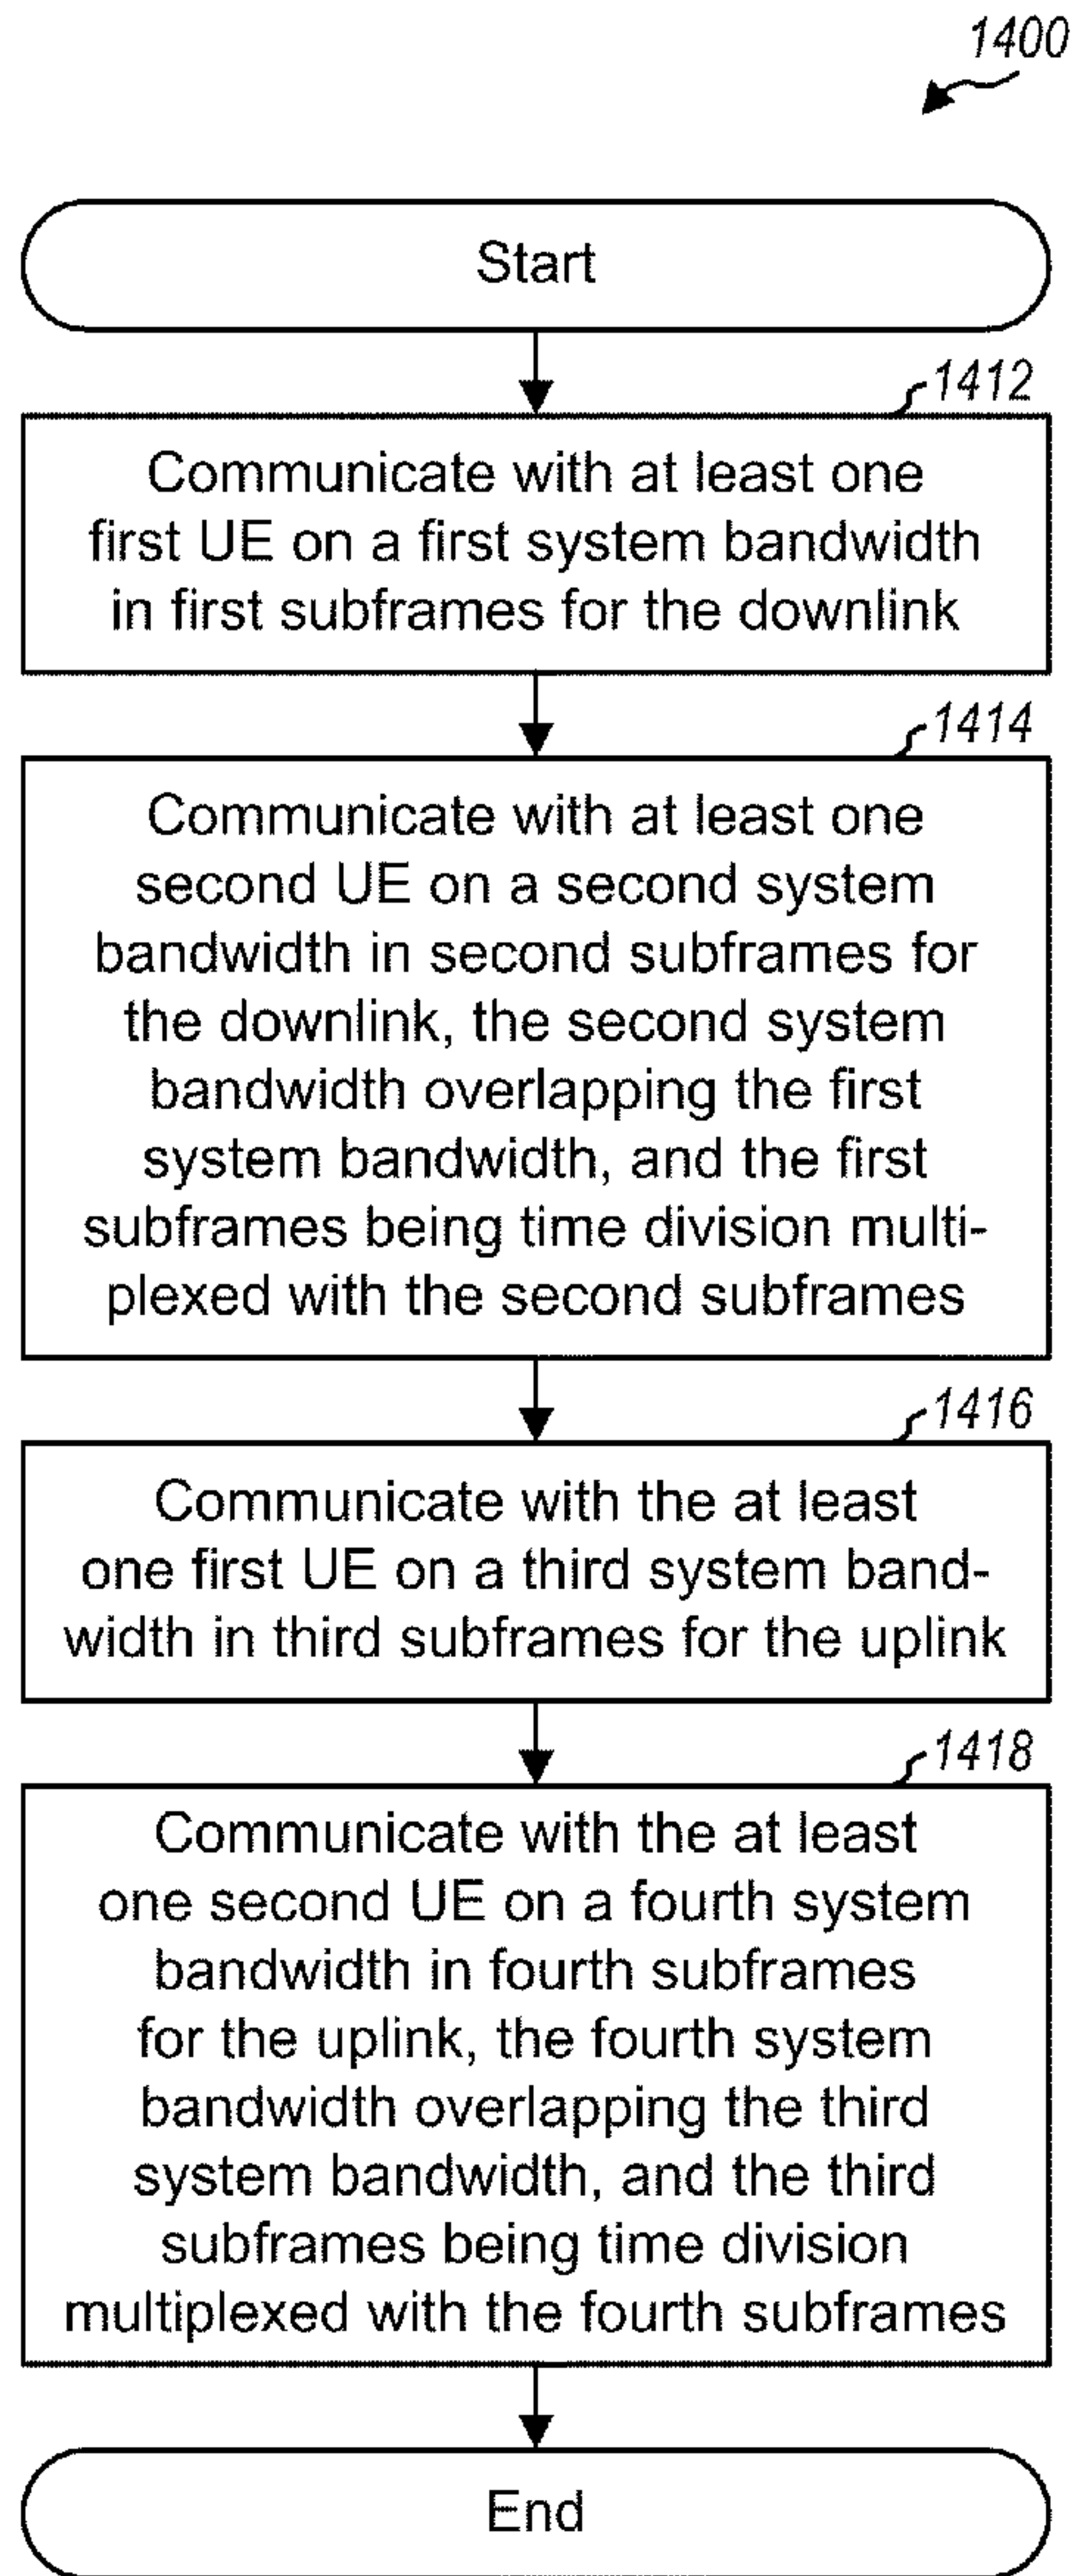 1400
Start
1412
Communicate with at least one
first UE on a first system bandwidth
in first subframes for the downlink
1414
Communicate with at least one
second UE on a second system
bandwidth in second subframes for
the downlink, the second system
bandwidth overlapping the first
system bandwidth, and the first
subframes being time division multi-
plexed with the second subframes
1416
Communicate with the at least
one first UE on a third system band-
width in third subframes for the uplink
1418
Communicate with the at least
one second UE on a fourth system
bandwidth in fourth subframes
for the uplink, the fourth system
bandwidth overlapping the third
system bandwidth, and the third
subframes being time division
multiplexed with the fourth subframes
End